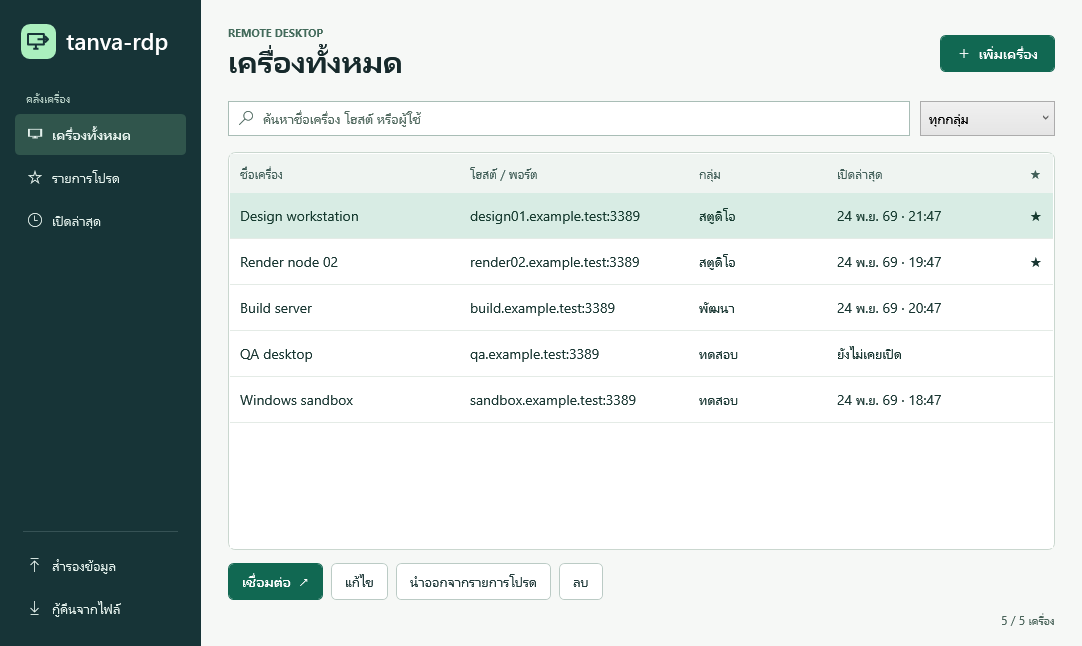 tanva-rdp
คลังเครื่อง
เครื่องทั้งหมด
รายการโปรด
เปิดล่าสุด
สำรองข้อมูล
กู้คืนจากไฟล์
REMOTE DESKTOP
เครื่องทั้งหมด
+ เพิ่มเครื่อง
ค้นหาชื่อเครื่อง โฮสต์ หรือผู้ใช้
ทุกกลุ่ม
ชื่อเครื่อง โฮสต์ / พอร์ต กลุ่ม เปิดล่าสุด ★
Design workstation design01.example.test:3389 สตูดิโอ 24 พ.ย. 69 · 21:47 ★
Render node 02 render02.example.test:3389 สตูดิโอ 24 พ.ย. 69 · 19:47 ★
Build server build.example.test:3389 พัฒนา 24 พ.ย. 69 · 20:47
QA desktop qa.example.test:3389 ทดสอบ ยังไม่เคยเปิด
Windows sandbox sandbox.example.test:3389 ทดสอบ 24 พ.ย. 69 · 18:47
เชื่อมต่อ ↗ แก้ไข นำออกจากรายการโปรด ลบ
5 / 5 เครื่อง